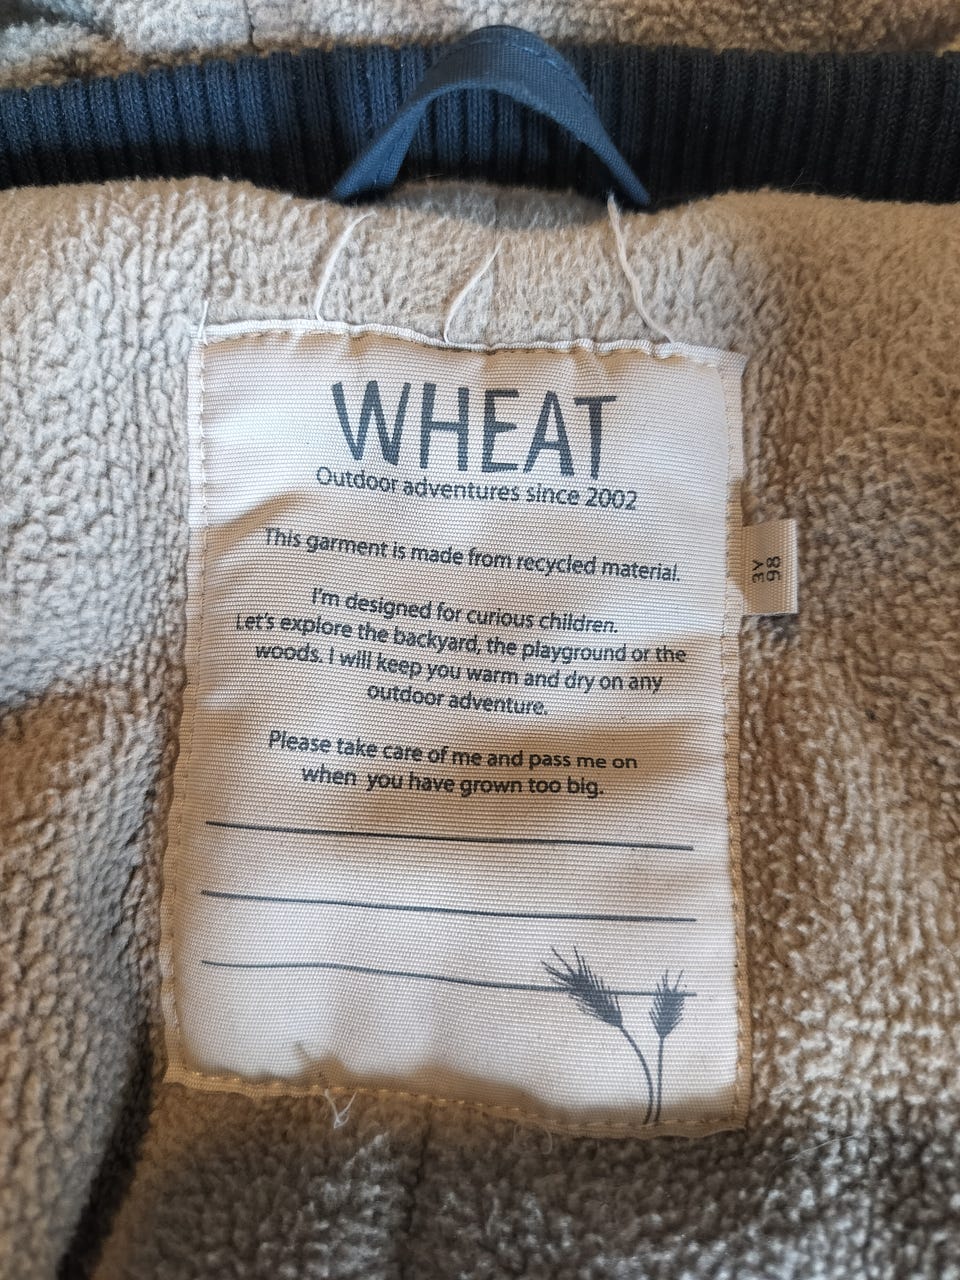 WHEAT
Outdoor adventures since 2002
This garment is made from recycled material.
I'm designed for curious children.
Let's explore the backyard, the playground or the
woods. I will keep you warm and dry on any
outdoor adventure.
Please take care of me and pass me on
when you have grown too big.
3Y
98